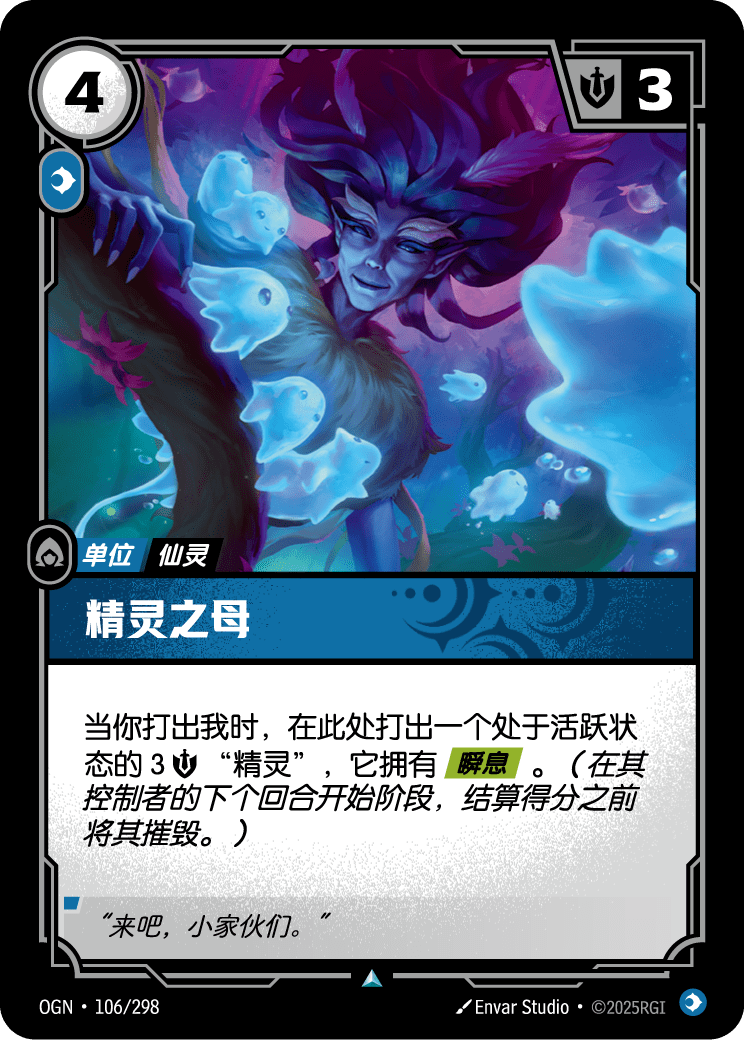 4
3
单位 仙灵
精灵之母
当你打出我时，在此处打出一个处于活跃状
态的 3 “精灵”，它拥有 瞬息 。（在其
控制者的下个回合开始阶段，结算得分之前
将其摧毁。）
“来吧，小家伙们。”
OGN • 106/298
Envar Studio • ©2025RGI